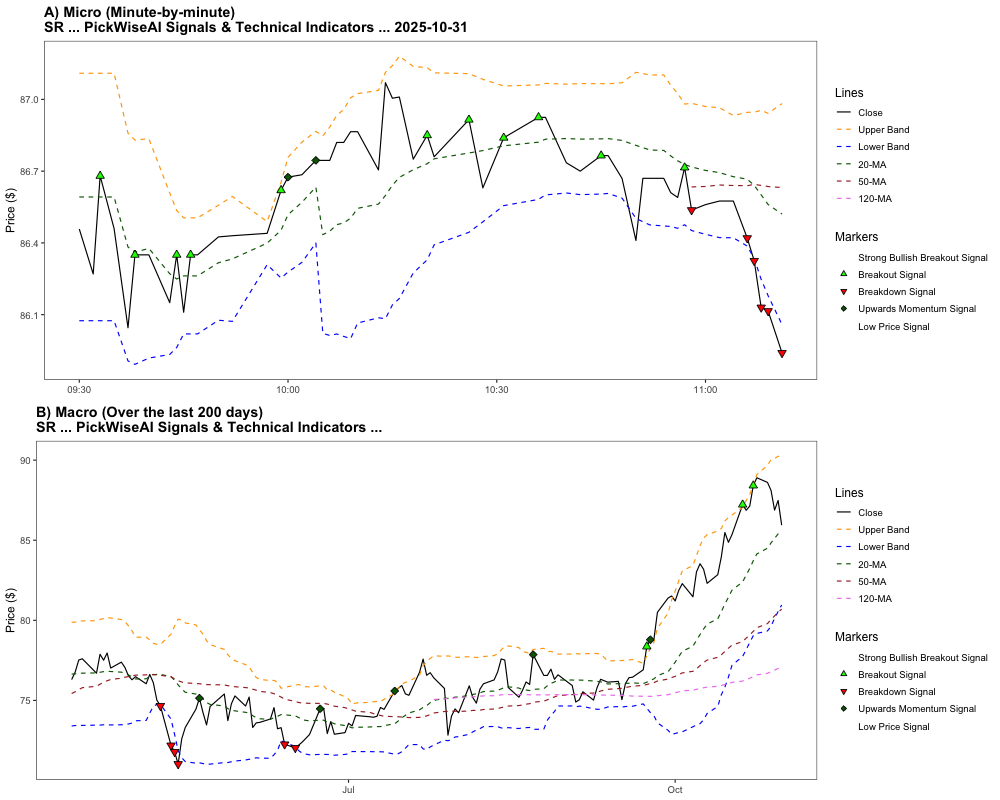 A) Micro (Minute-by-minute)
SR ... PickWiseAI Signals & Technical Indicators ... 2025-10-31
Price ($)
87.0
86.7
86.4
86.1
09:30
10:00
10:30
11:00
Lines
Close
Upper Band
Lower Band
20-MA
50-MA
120-MA
Markers
Strong Bullish Breakout Signal
Breakout Signal
Breakdown Signal
Upwards Momentum Signal
Low Price Signal
B) Macro (Over the last 200 days)
SR ... PickWiseAI Signals & Technical Indicators ...
Price ($)
90
85
80
75
Jul
Oct
Lines
Close
Upper Band
Lower Band
20-MA
50-MA
120-MA
Markers
Strong Bullish Breakout Signal
Breakout Signal
Breakdown Signal
Upwards Momentum Signal
Low Price Signal